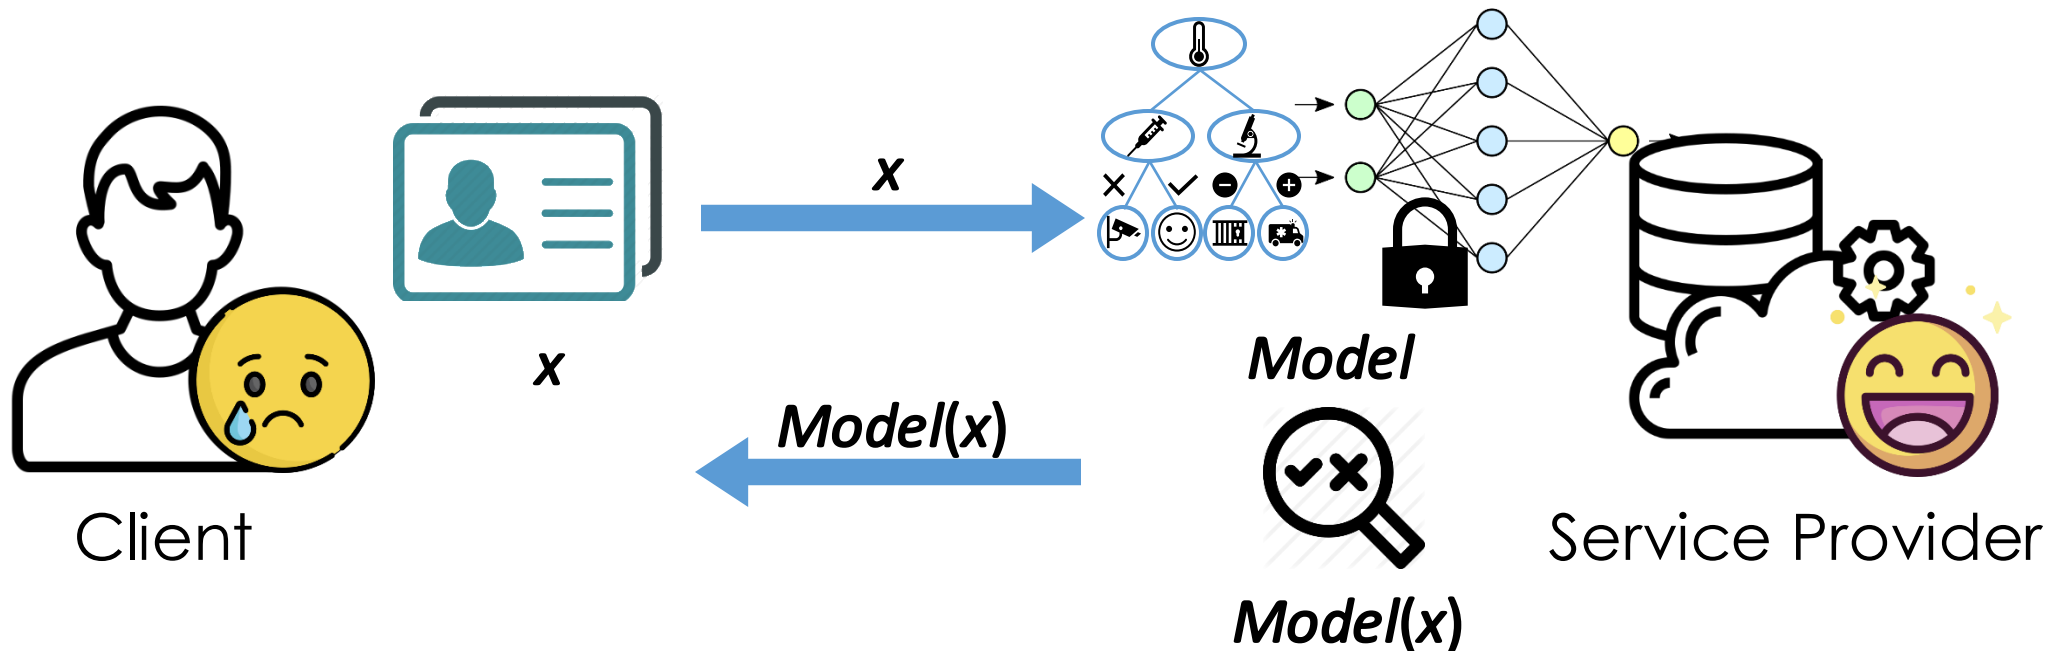 x
x
Model
Model(x)
Client
Service Provider
Model(x)